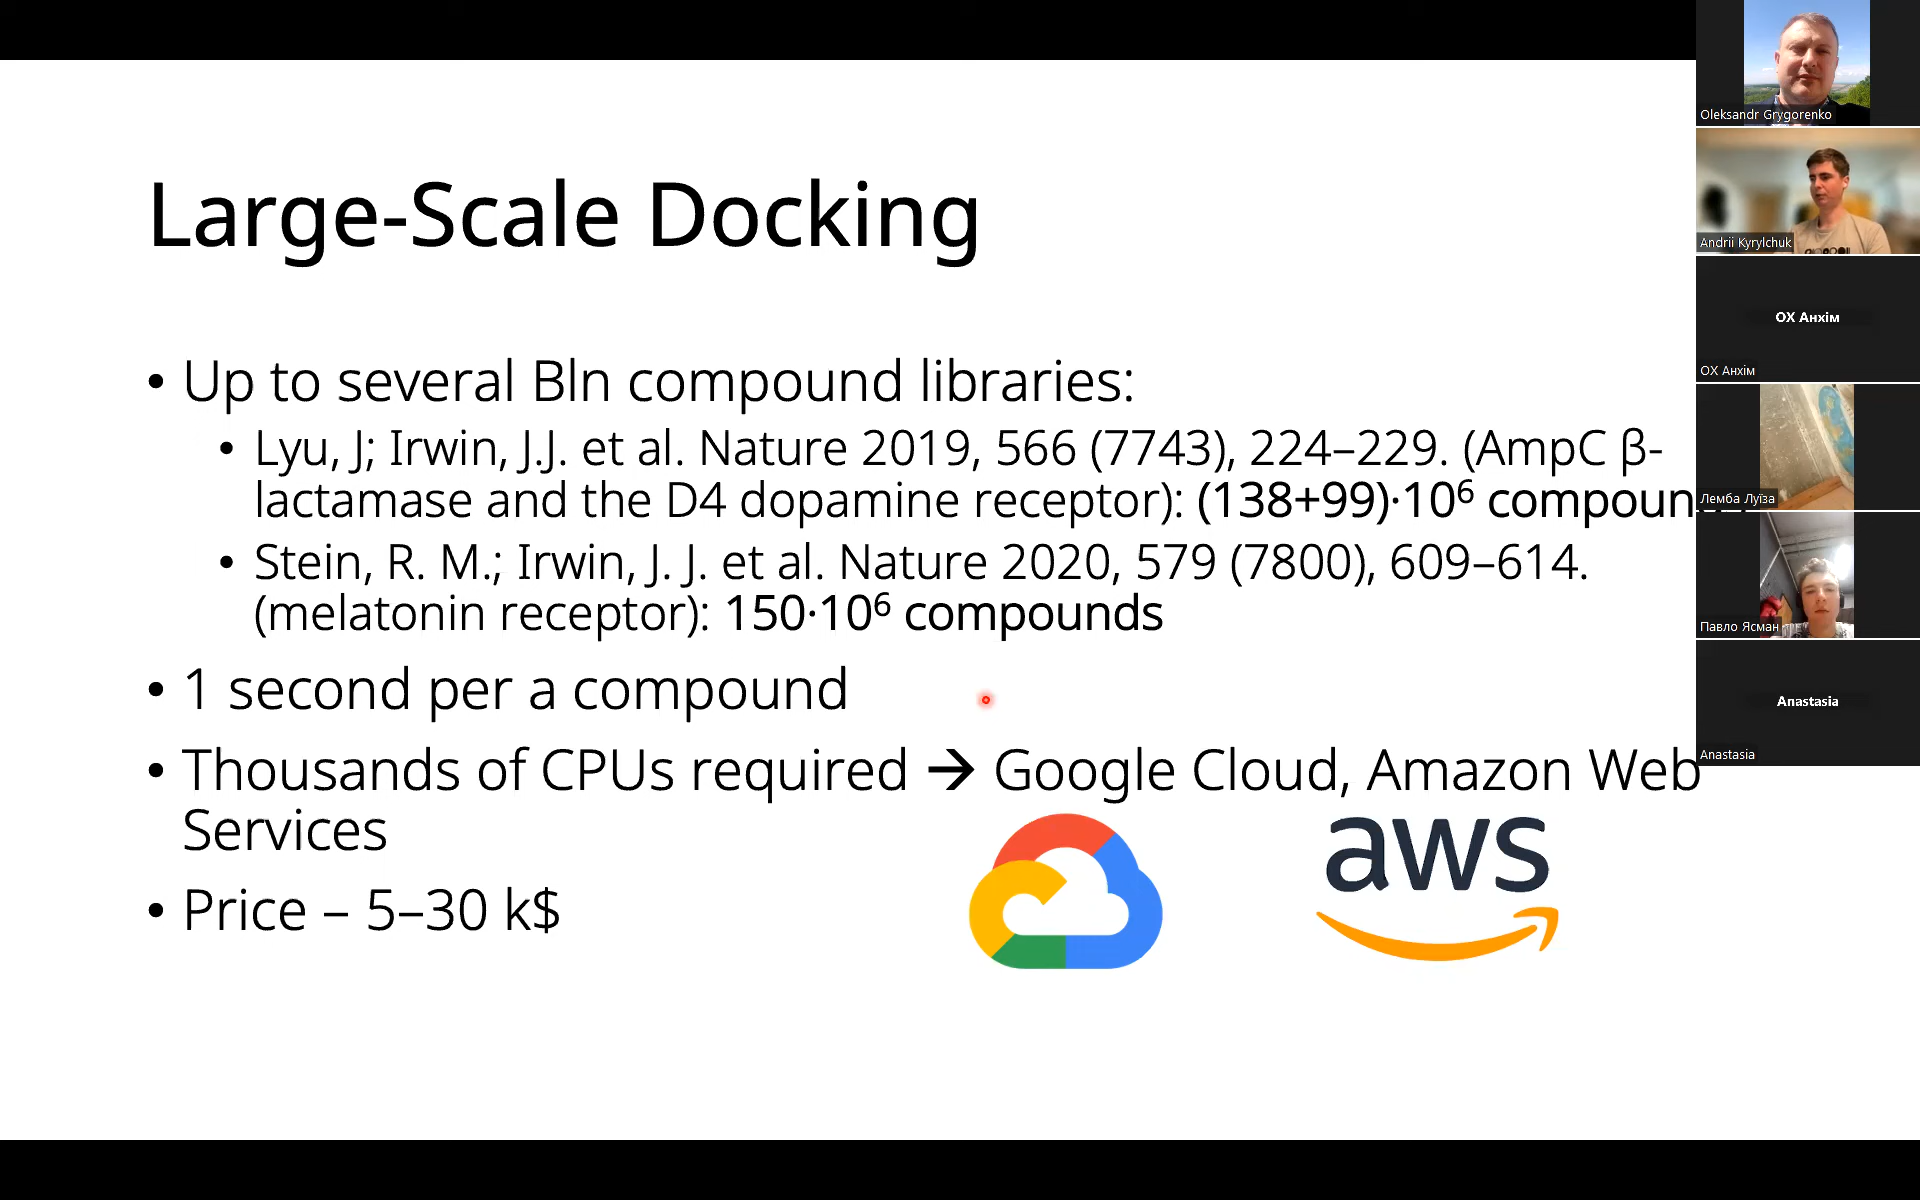 Large-Scale Docking
• Up to several Bln compound libraries:
• Lyu, J; Irwin, J.J. et al. Nature 2019, 566 (7743), 224–229. (AmpC β-
lactamase and the D4 dopamine receptor): (138+99)·10⁶
• Stein, R. M.; Irwin, J. J. et al. Nature 2020, 579 (7800), 609–614.
(melatonin receptor): 150·10⁶ compounds
• 1 second per a compound
• Thousands of CPUs required → Google Cloud, Amazon Web
Services
• Price – 5–30 k$
aws
Oleksandr Grygorenko
Andrii Kyrylchuk
ОХ Анхім
ОХ Анхім
Лемба Луїза
Павло Ясман
Anastasia
Anastasia